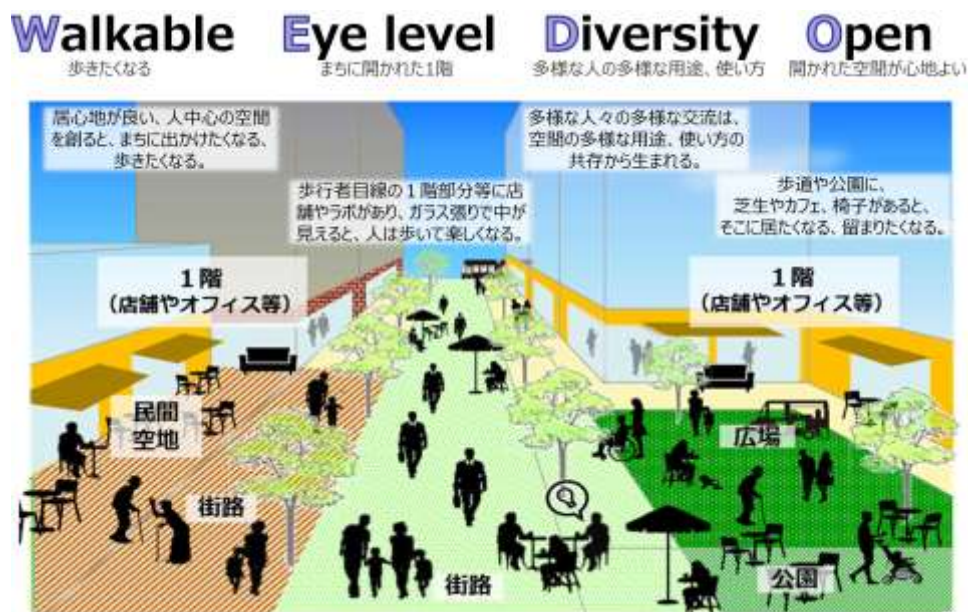 Walkable
歩きたくなる
Eye level
まちに開かれた1階
Diversity
多様な人の多様な用途、使い方
Open
開かれた空間が心地よい
居心地が良い、人中心の空間
を創ると、まちに出かけたくなる、
歩きたくなる。
歩行者目線の1階部分等に店
舗やラボがあり、ガラス張りで中が
見えると、人は歩いて楽しくなる。
多様な人々の多様な交流は、
空間の多様な用途、使い方の
共存から生まれる。
歩道や公園に、
芝生やカフェ、椅子があると、
そこに居たくなる、留まりたくなる。
1階
(店舗やオフィス等)
1階
(店舗やオフィス等)
民間
空地
広場
街路
街路
公園